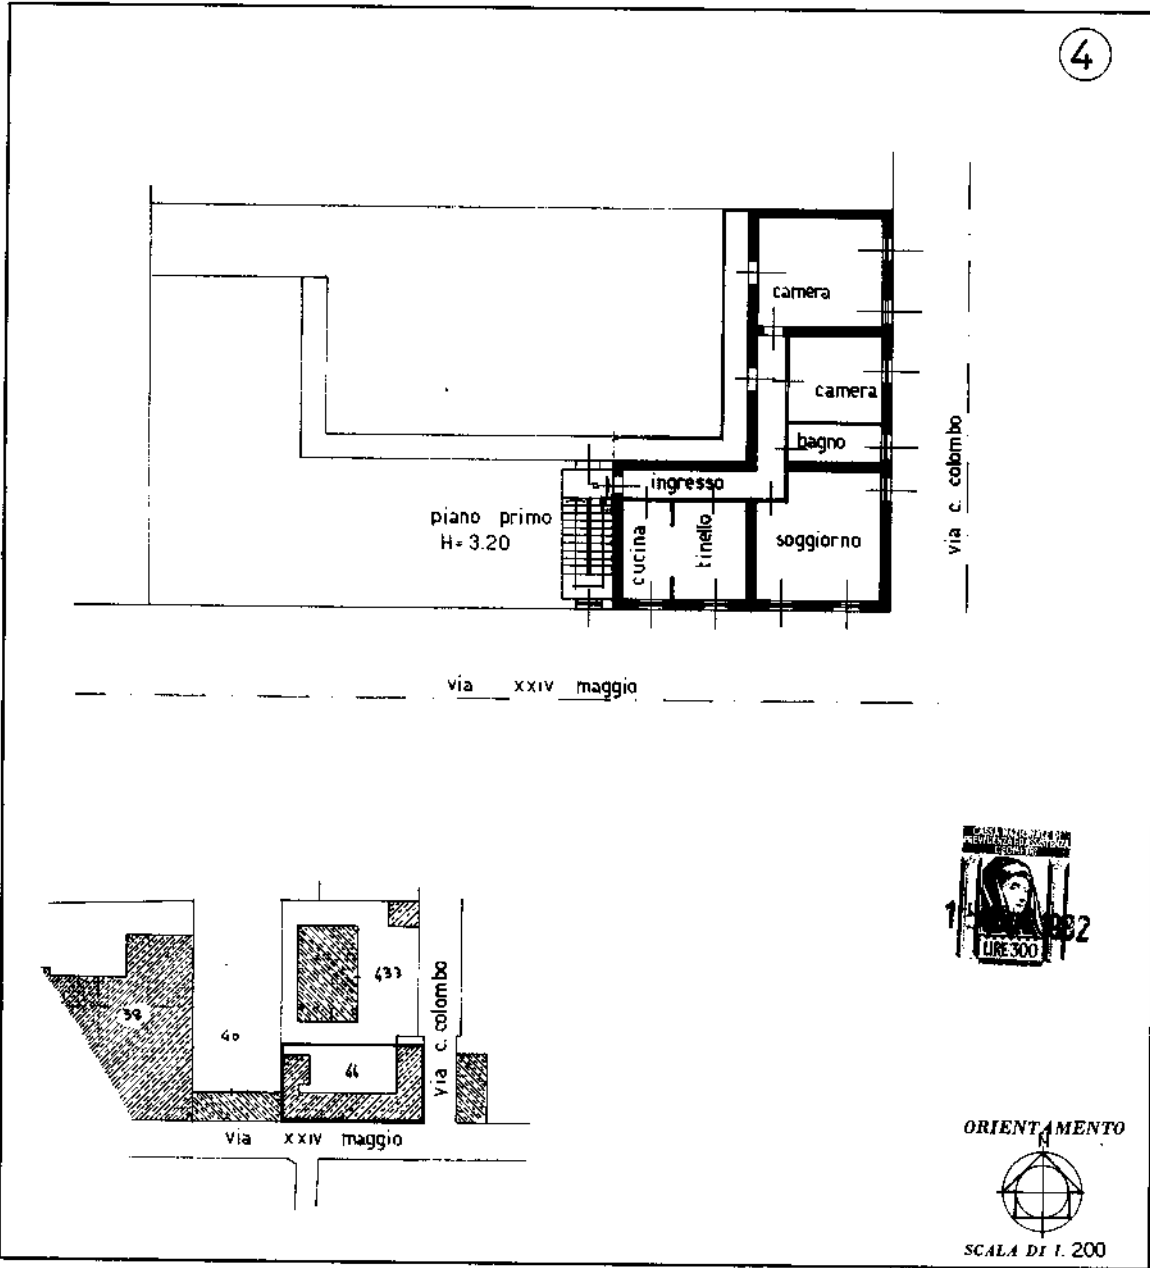 4
camera
camera
bagno
ingresso
piano primo
H= 3.20
cucina
tinello
soggiorno
via c. colombo
via xxiv maggio
433
39
40
44
via c. colombo
via xxiv maggio
LIRE 300
ORIENTAMENTO
N
SCALA DI 1: 200